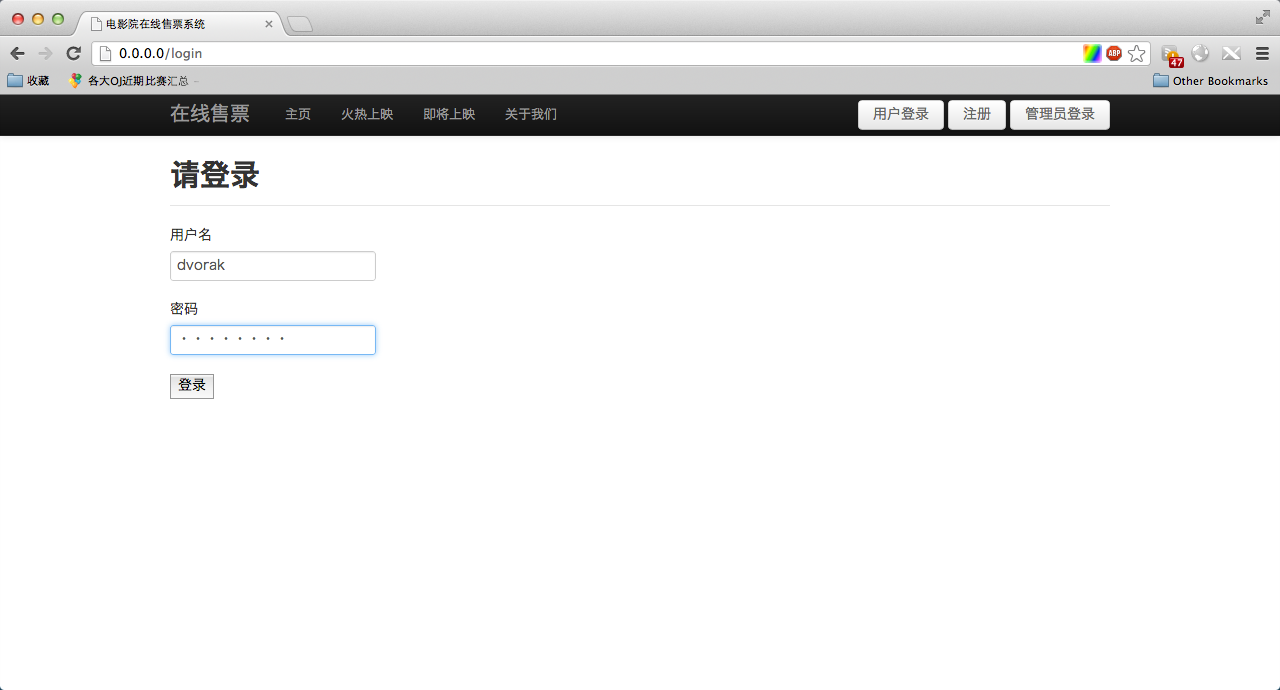 电影院在线售票系统
0.0.0.0/login
ABP
47
收藏
各大OJ近期比赛汇总 -
Other Bookmarks
在线售票 主页 火热上映 即将上映 关于我们 用户登录 注册 管理员登录
请登录
用户名
dvorak
密码
登录